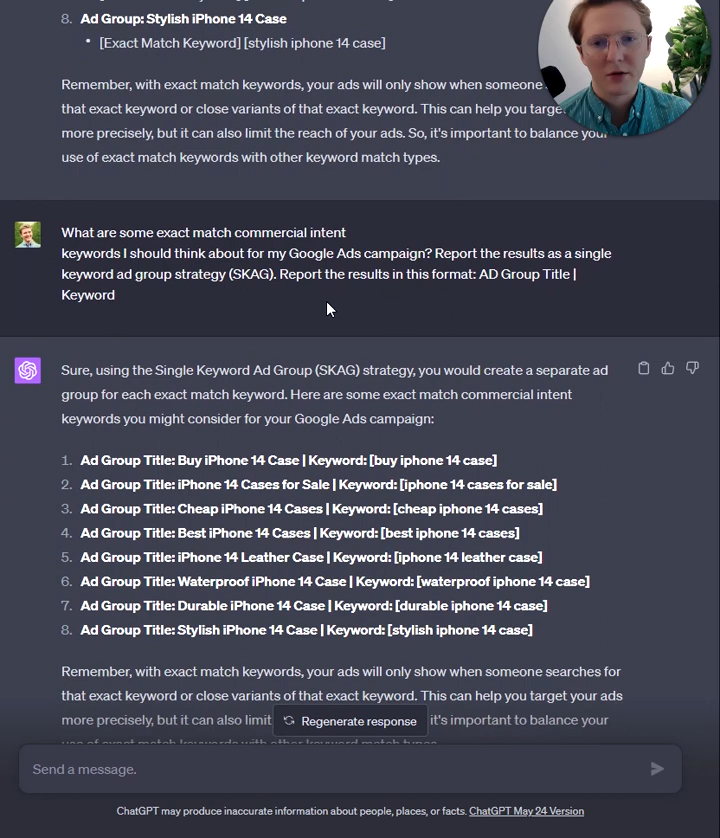 8. Ad Group: Stylish iPhone 14 Case
• [Exact Match Keyword] [stylish iphone 14 case]
Remember, with exact match keywords, your ads will only show when someone
that exact keyword or close variants of that exact keyword. This can help you target
more precisely, but it can also limit the reach of your ads. So, it's important to balance your
use of exact match keywords with other keyword match types.
What are some exact match commercial intent
keywords I should think about for my Google Ads campaign? Report the results as a single
keyword ad group strategy (SKAG). Report the results in this format: AD Group Title |
Keyword
Sure, using the Single Keyword Ad Group (SKAG) strategy, you would create a separate ad
group for each exact match keyword. Here are some exact match commercial intent
keywords you might consider for your Google Ads campaign:
1. Ad Group Title: Buy iPhone 14 Case | Keyword: [buy iphone 14 case]
2. Ad Group Title: iPhone 14 Cases for Sale | Keyword: [iphone 14 cases for sale]
3. Ad Group Title: Cheap iPhone 14 Cases | Keyword: [cheap iphone 14 cases]
4. Ad Group Title: Best iPhone 14 Cases | Keyword: [best iphone 14 cases]
5. Ad Group Title: iPhone 14 Leather Case | Keyword: [iphone 14 leather case]
6. Ad Group Title: Waterproof iPhone 14 Case | Keyword: [waterproof iphone 14 case]
7. Ad Group Title: Durable iPhone 14 Case | Keyword: [durable iphone 14 case]
8. Ad Group Title: Stylish iPhone 14 Case | Keyword: [stylish iphone 14 case]
Remember, with exact match keywords, your ads will only show when someone searches for
that exact keyword or close variants of that exact keyword. This can help you target your ads
more precisely, but it can also limit it's important to balance your
Regenerate response
use of exact match keywords with other keyword match types.
Send a message.
ChatGPT may produce inaccurate information about people, places, or facts. ChatGPT May 24 Version